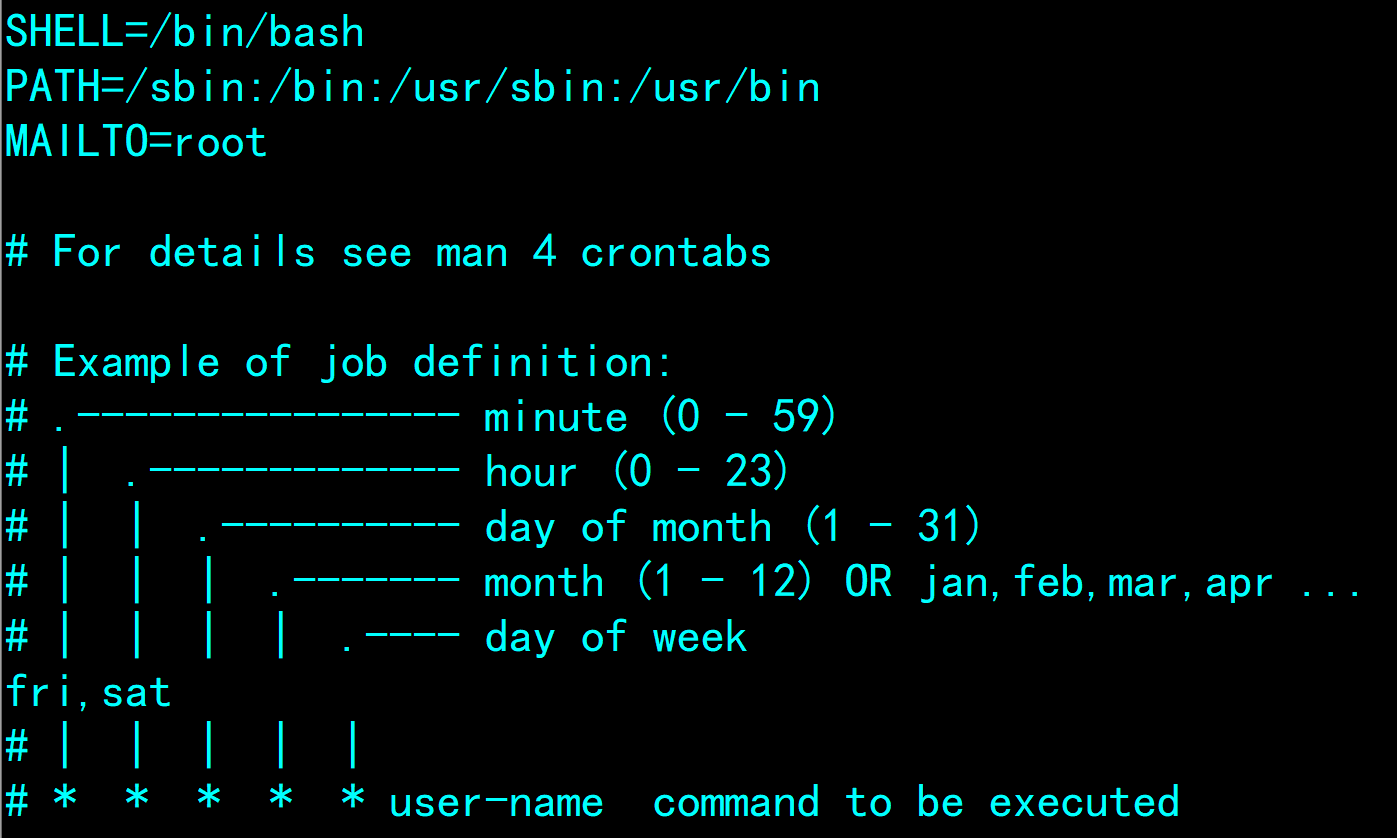 SHELL=/bin/bash
PATH=/sbin:/bin:/usr/sbin:/usr/bin
MAILTO=root

# For details see man 4 crontabs

# Example of job definition:
# .---------------- minute (0 - 59)
# |  .------------- hour (0 - 23)
# |  |  .---------- day of month (1 - 31)
# |  |  |  .------- month (1 - 12) OR jan,feb,mar,apr ...
# |  |  |  |  .---- day of week
fri,sat
# |  |  |  |  |
# *  *  *  *  * user-name  command to be executed